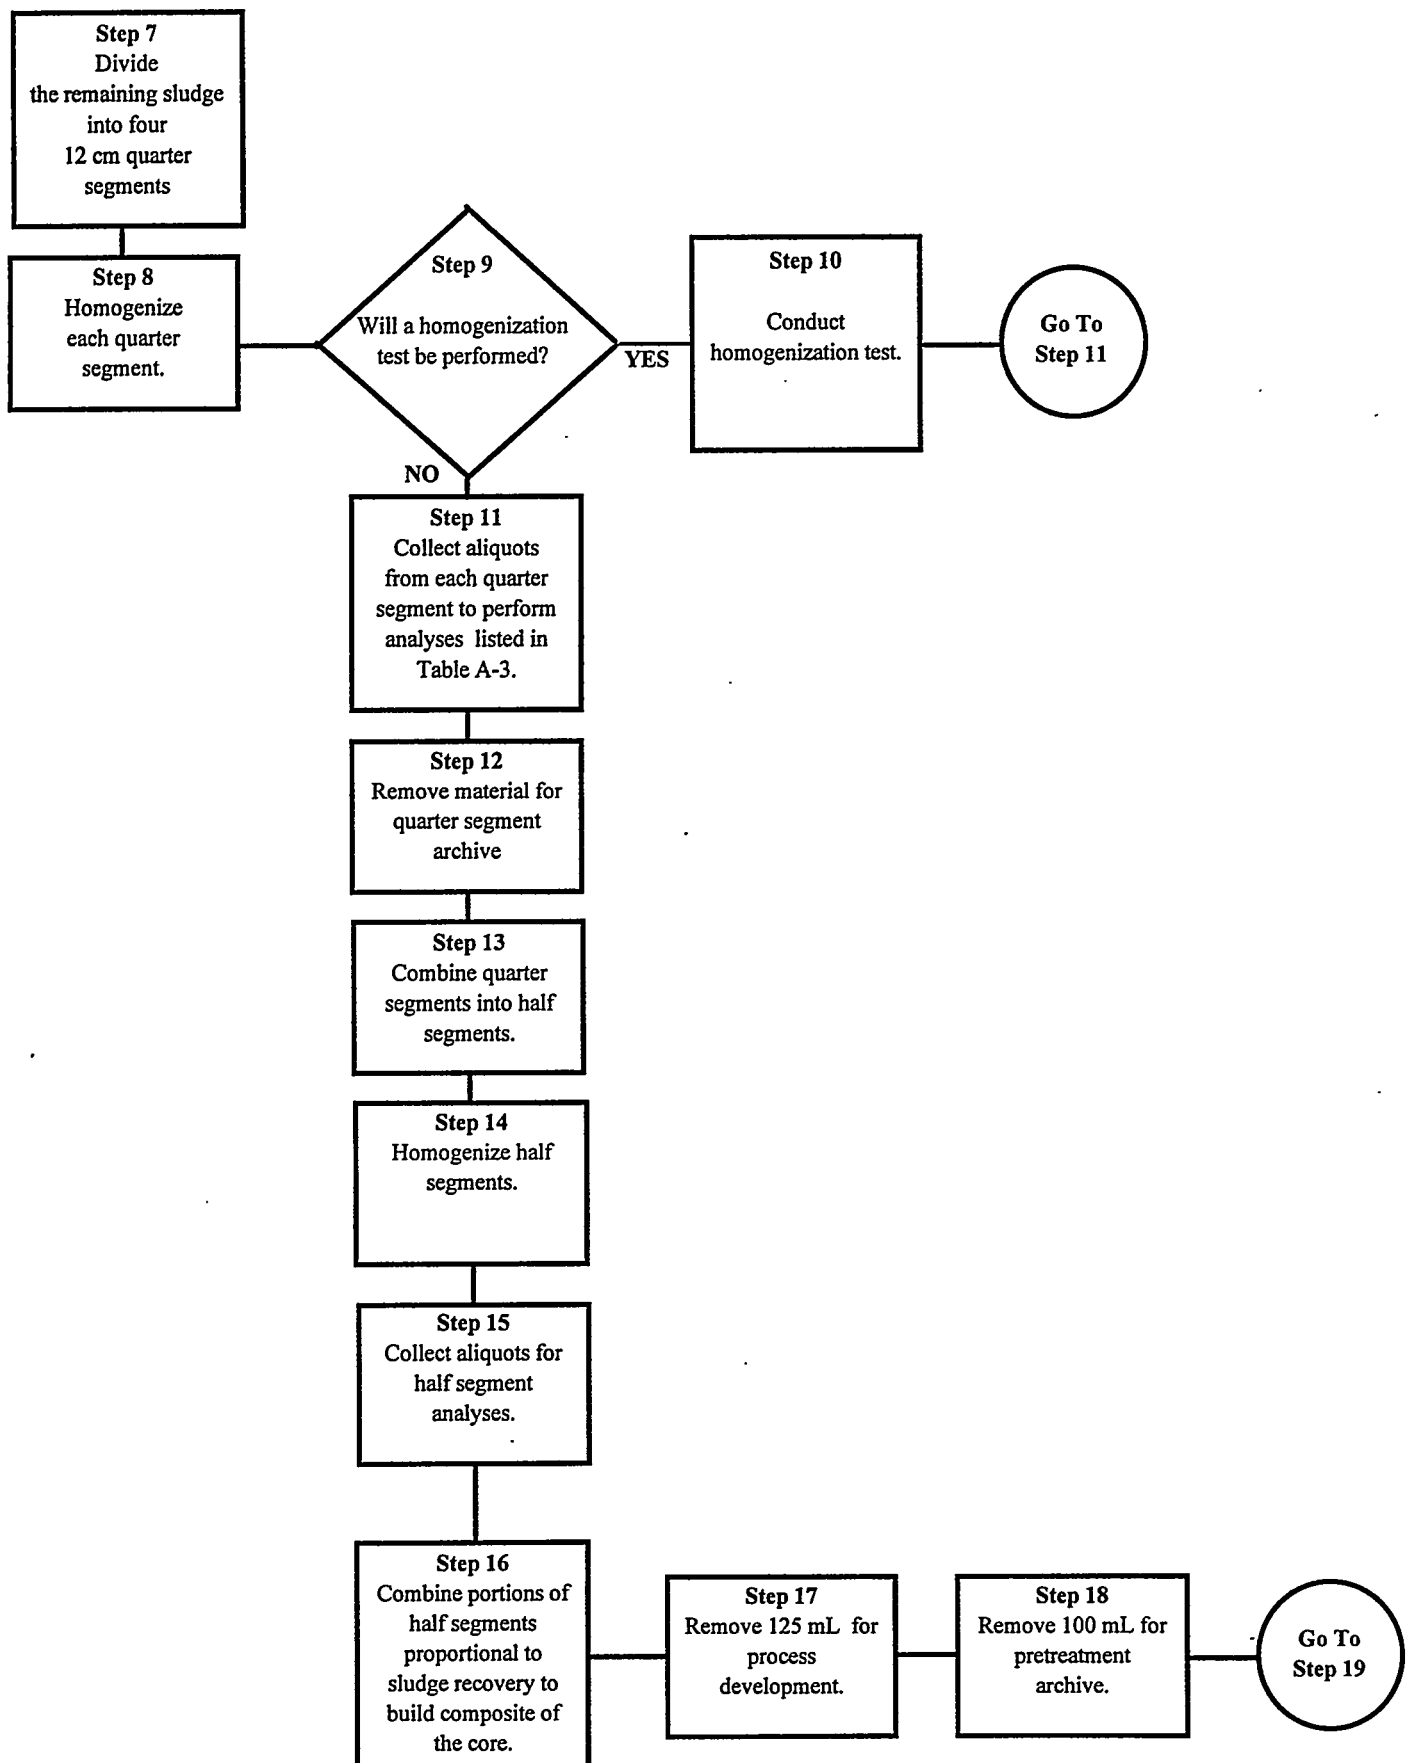 Step 7
Divide
the remaining sludge
into four
12 cm quarter
segments
Step 8
Homogenize
each quarter
segment.
Step 9
Will a homogenization
test be performed?
YES
NO
Step 10
Conduct
homogenization test.
Go To
Step 11
Step 11
Collect aliquots
from each quarter
segment to perform
analyses listed in
Table A-3.
Step 12
Remove material for
quarter segment
archive
Step 13
Combine quarter
segments into half
segments.
Step 14
Homogenize half
segments.
Step 15
Collect aliquots for
half segment
analyses.
Step 16
Combine portions of
half segments
proportional to
sludge recovery to
build composite of
the core.
Step 17
Remove 125 mL for
process
development.
Step 18
Remove 100 mL for
pretreatment
archive.
Go To
Step 19